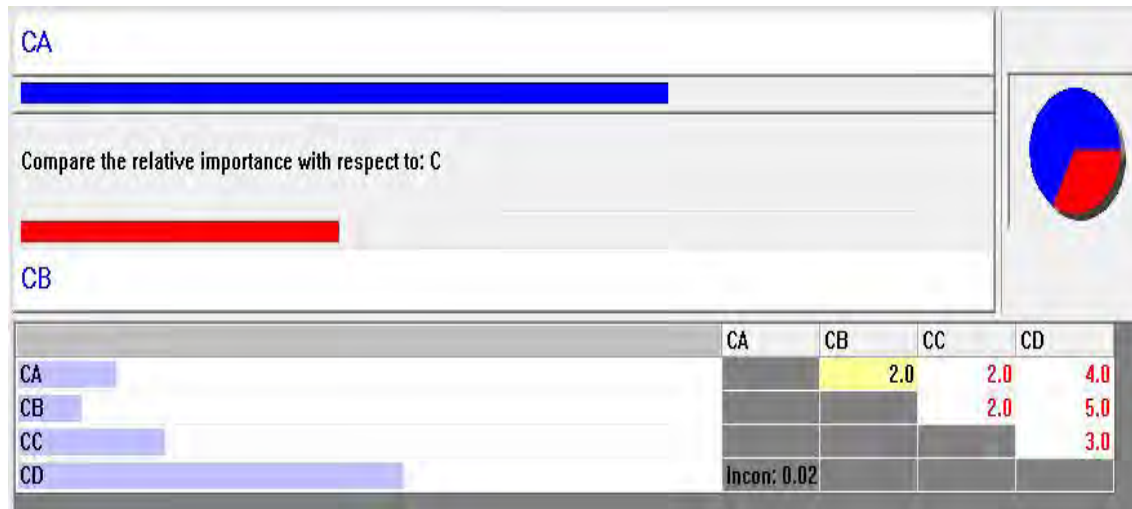 CA
Compare the relative importance with respect to: C
CB
CA CB CC CD
CA 2.0 2.0 4.0
CB 2.0 5.0
CC 3.0
CD Incon: 0.02